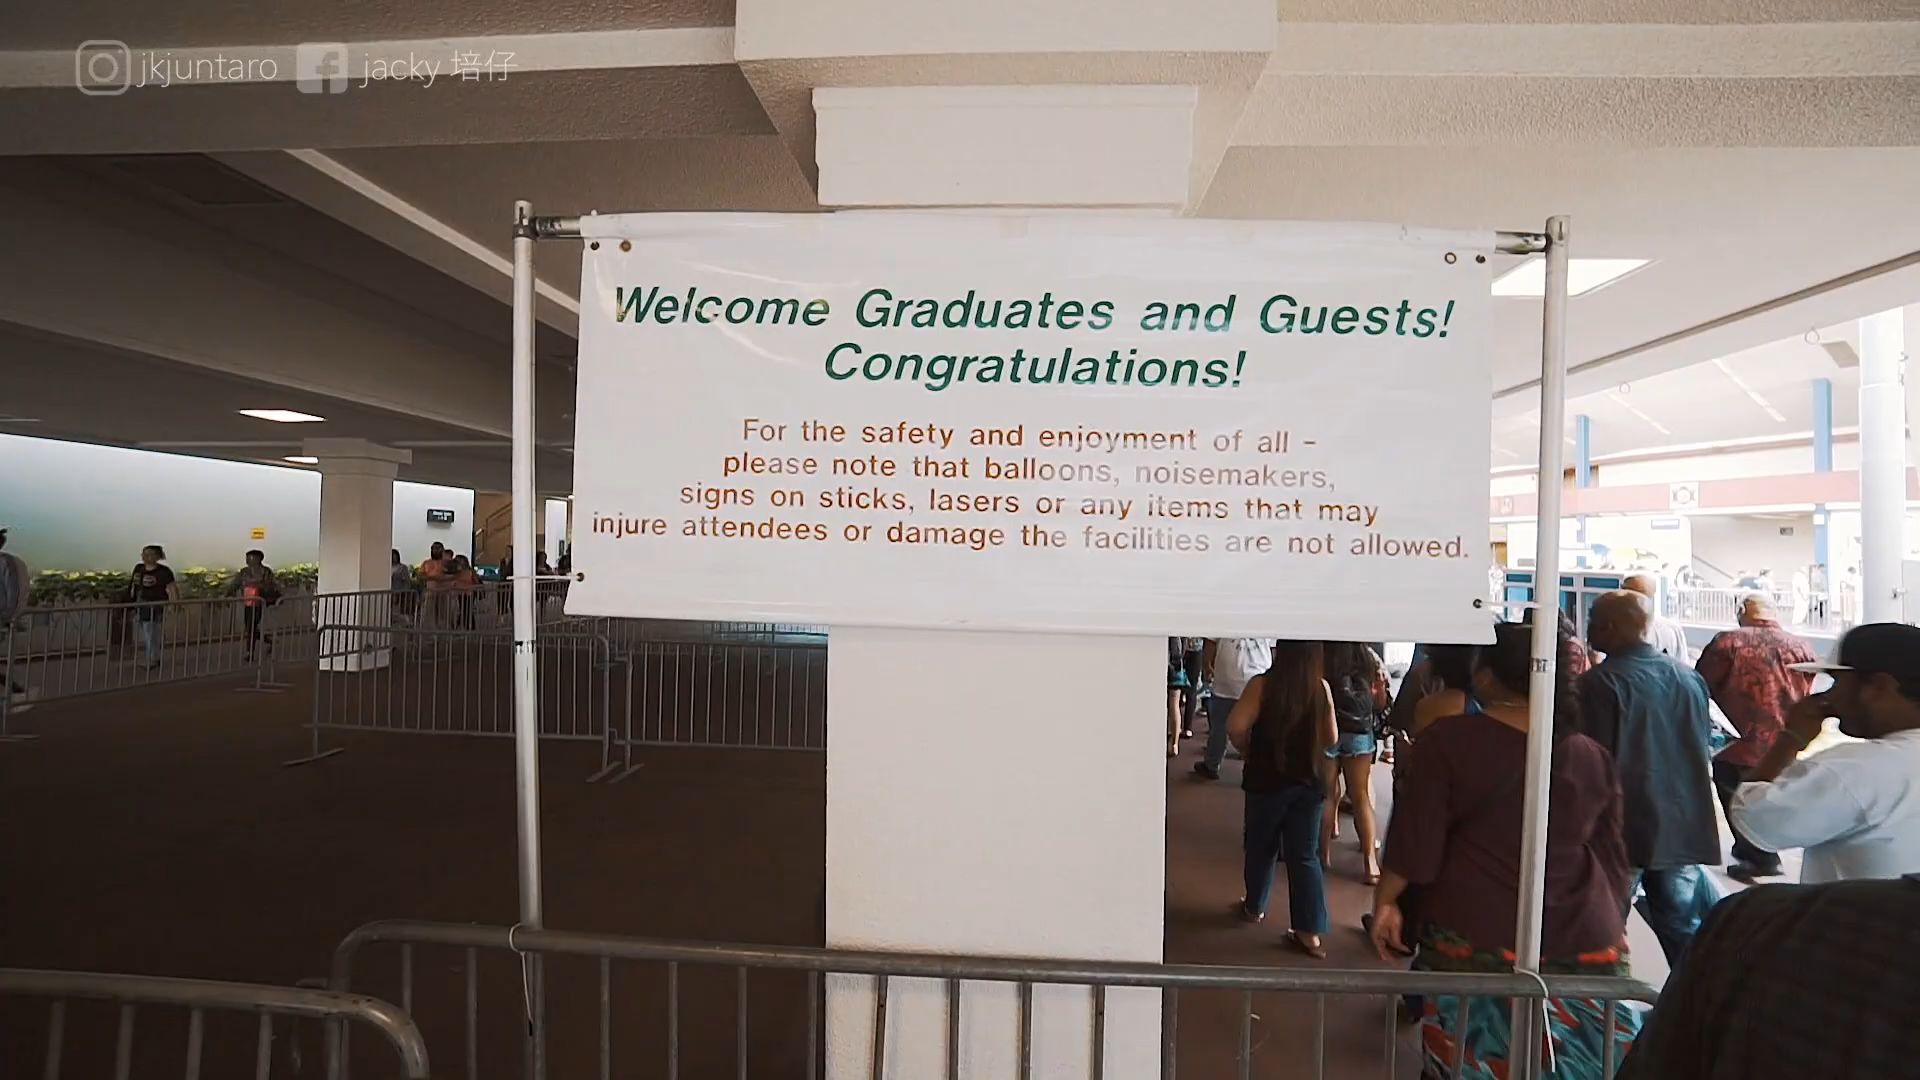 jkjuntaro jacky 培仔
Welcome Graduates and Guests!
Congratulations!
For the safety and enjoyment of all -
please note that balloons, noisemakers,
signs on sticks, lasers or any items that may
injure attendees or damage the facilities are not allowed.